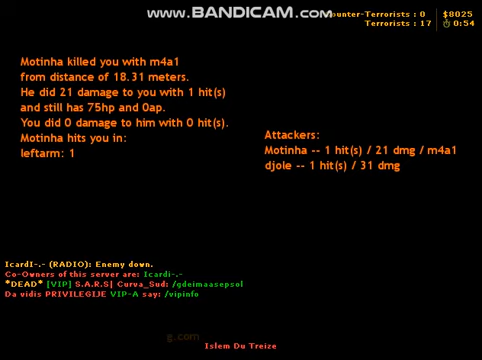 www.BANDICAM.com
ounter-Terrorists : 0
$8025
Terrorists : 17
0:54
Motinha killed you with m4a1
from distance of 18.31 meters.
He did 21 damage to you with 1 hit(s)
and still has 75hp and 0ap.
You did 0 damage to him with 0 hit(s).
Motinha hits you in:
leftarm: 1
Attackers:
Motinha -- 1 hit(s) / 21 dmg / m4a1
djole -- 1 hit(s) / 31 dmg
IcardI-.- (RADIO): Enemy down.
Co-Owners of this server are: Icardi-.-
*DEAD* [VIP] S.A.R.S| Curva_Sud: /gdeimaasepsol
Da vidis PRIVILEGIJE VIP-A say: /vipinfo
g.com
Islem Du Treize